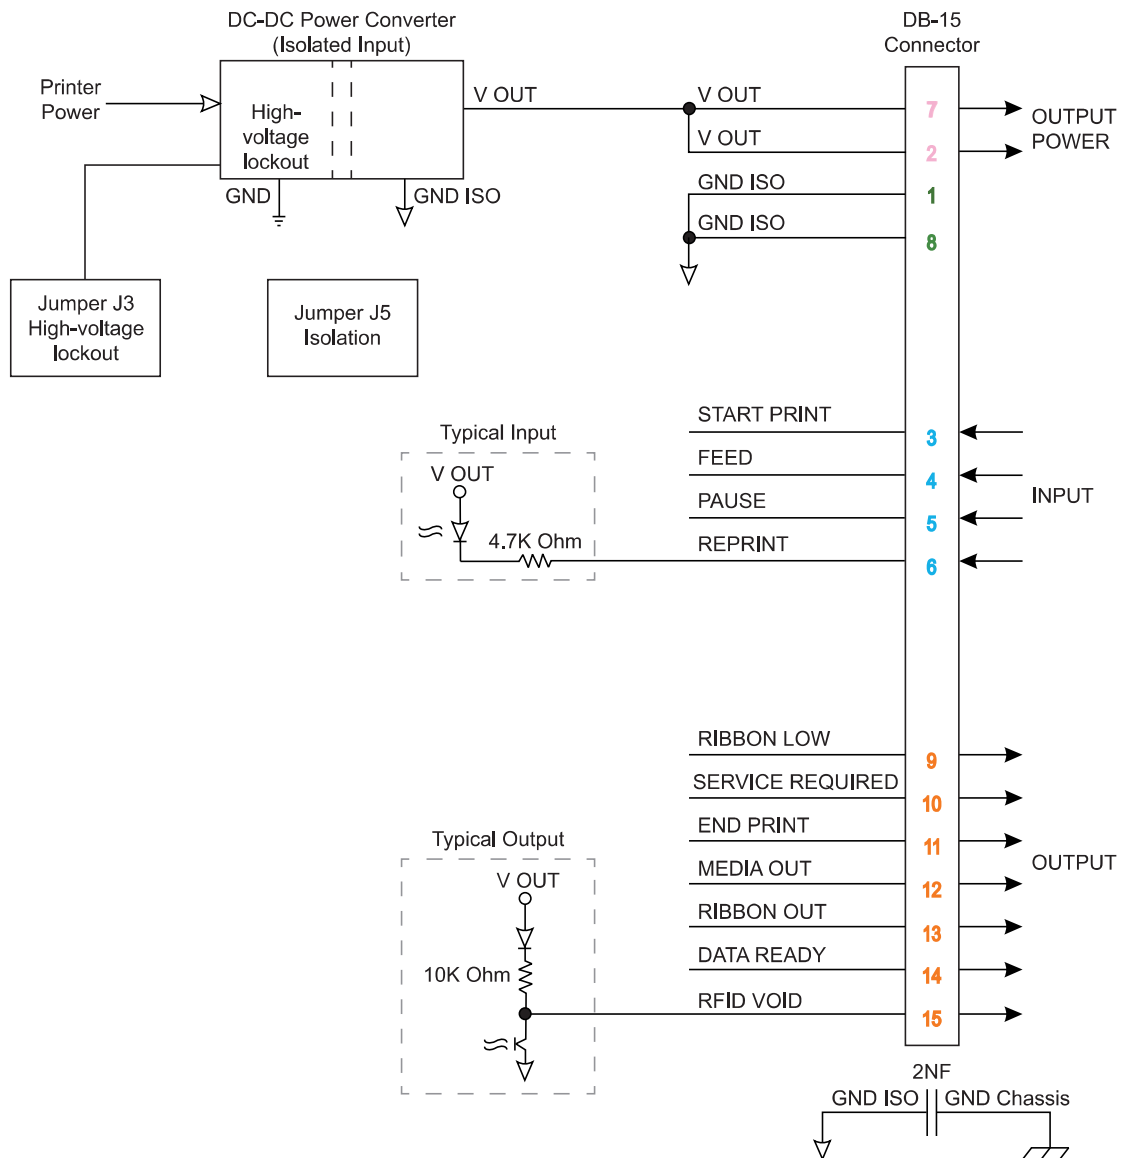 DC-DC Power Converter
(Isolated Input)
DB-15
Connector
Printer
Power
High-
voltage
lockout
V OUT
V OUT
7
OUTPUT
POWER
V OUT
2
GND
GND ISO
GND ISO
1
GND ISO
8
Jumper J3
High-voltage
lockout
Jumper J5
Isolation
START PRINT
3
Typical Input
FEED
4
V OUT
INPUT
PAUSE
5
4.7K Ohm
REPRINT
6
RIBBON LOW
9
SERVICE REQUIRED
10
END PRINT
11
Typical Output
MEDIA OUT
12
OUTPUT
V OUT
RIBBON OUT
13
DATA READY
14
10K Ohm
RFID VOID
15
2NF
GND ISO
GND Chassis